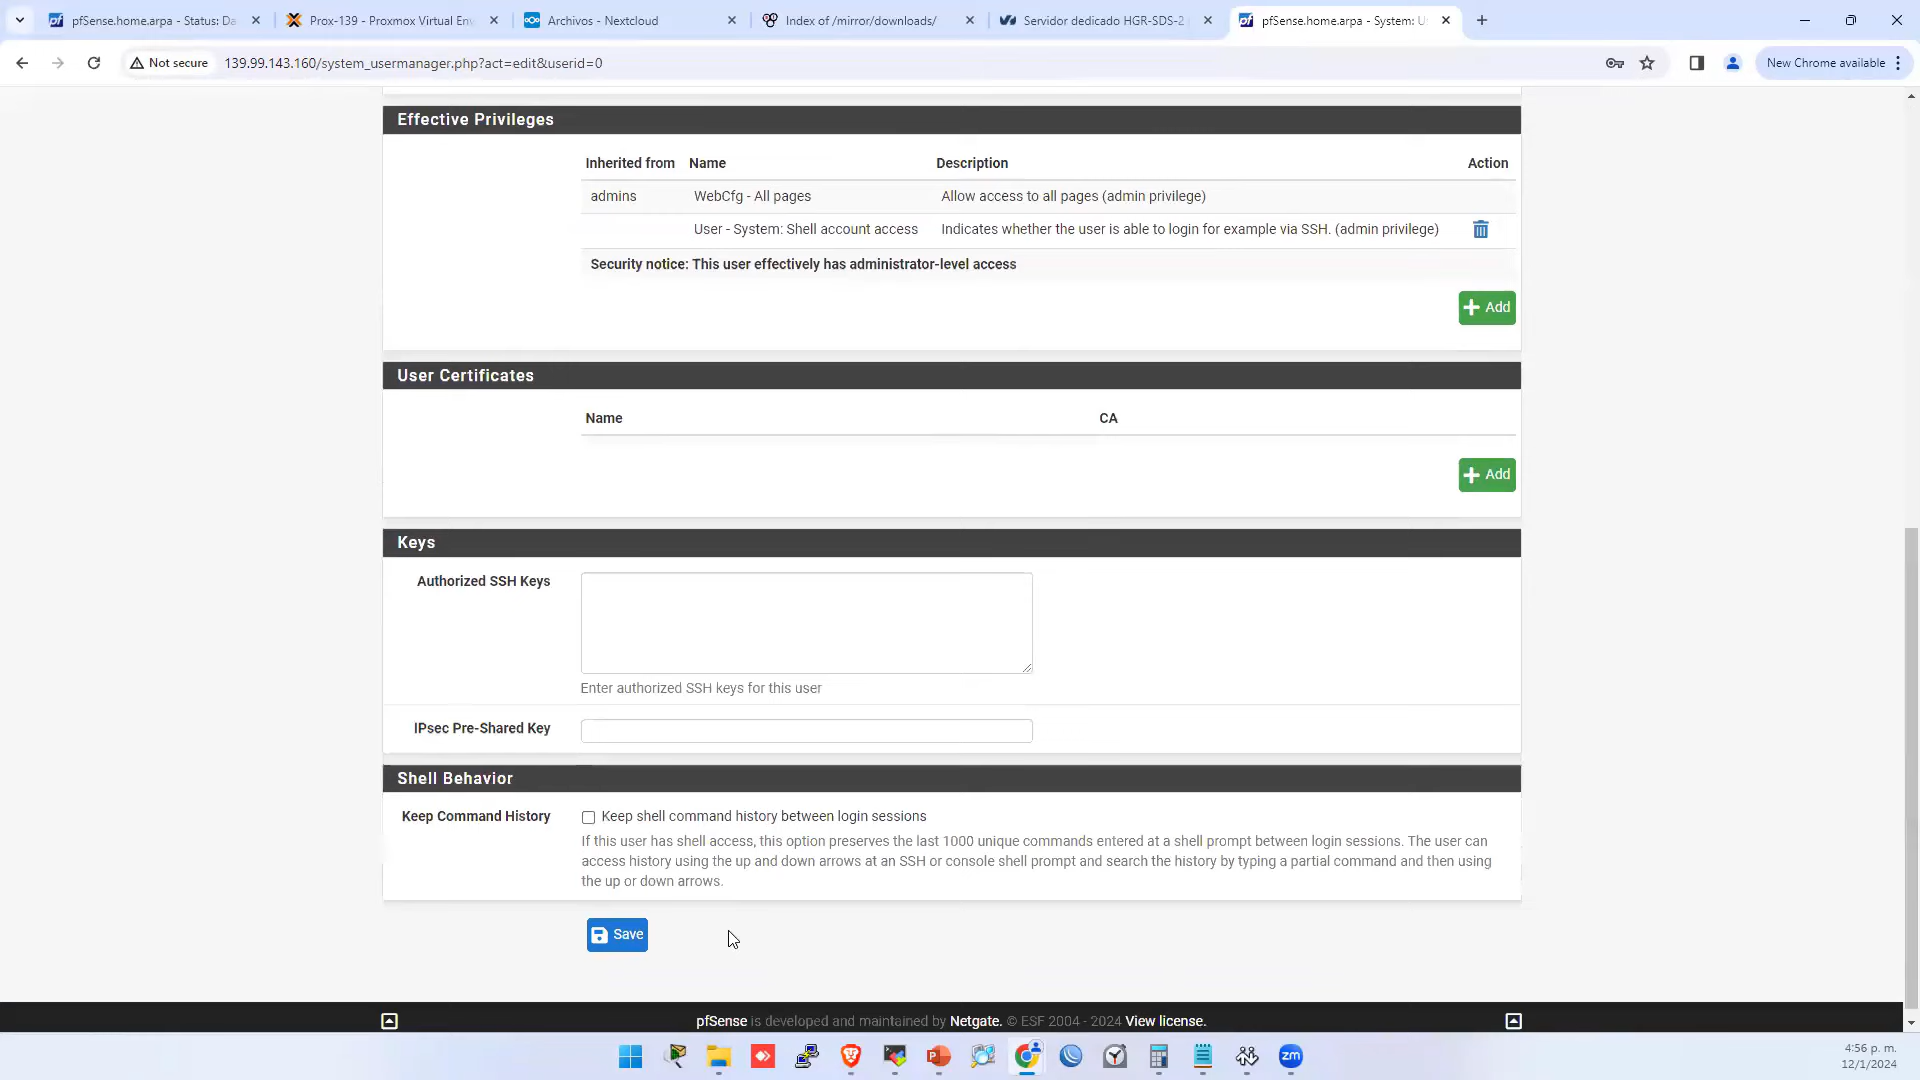 pfSense.home.arpa - Status: Da
Prox-139 - Proxmox Virtual En
Archivos - Nextcloud
Index of /mirror/downloads/
Servidor dedicado HGR-SDS-2
pfSense.home.arpa - System: U
Not secure
139.99.143.160/system_usermanager.php?act=edit&userid=0
New Chrome available
Effective Privileges
Inherited from Name Description Action
admins WebCfg - All pages Allow access to all pages (admin privilege)
User - System: Shell account access Indicates whether the user is able to login for example via SSH. (admin privilege)
Security notice: This user effectively has administrator-level access
Add
User Certificates
Name CA
Add
Keys
Authorized SSH Keys
Enter authorized SSH keys for this user
IPsec Pre-Shared Key
Shell Behavior
Keep Command History Keep shell command history between login sessions
If this user has shell access, this option preserves the last 1000 unique commands entered at a shell prompt between login sessions. The user can
access history using the up and down arrows at an SSH or console shell prompt and search the history by typing a partial command and then using
the up or down arrows.
Save
pfSense is developed and maintained by Netgate. © ESF 2004 - 2024 View license.
zm
4:56 p. m.
12/1/2024